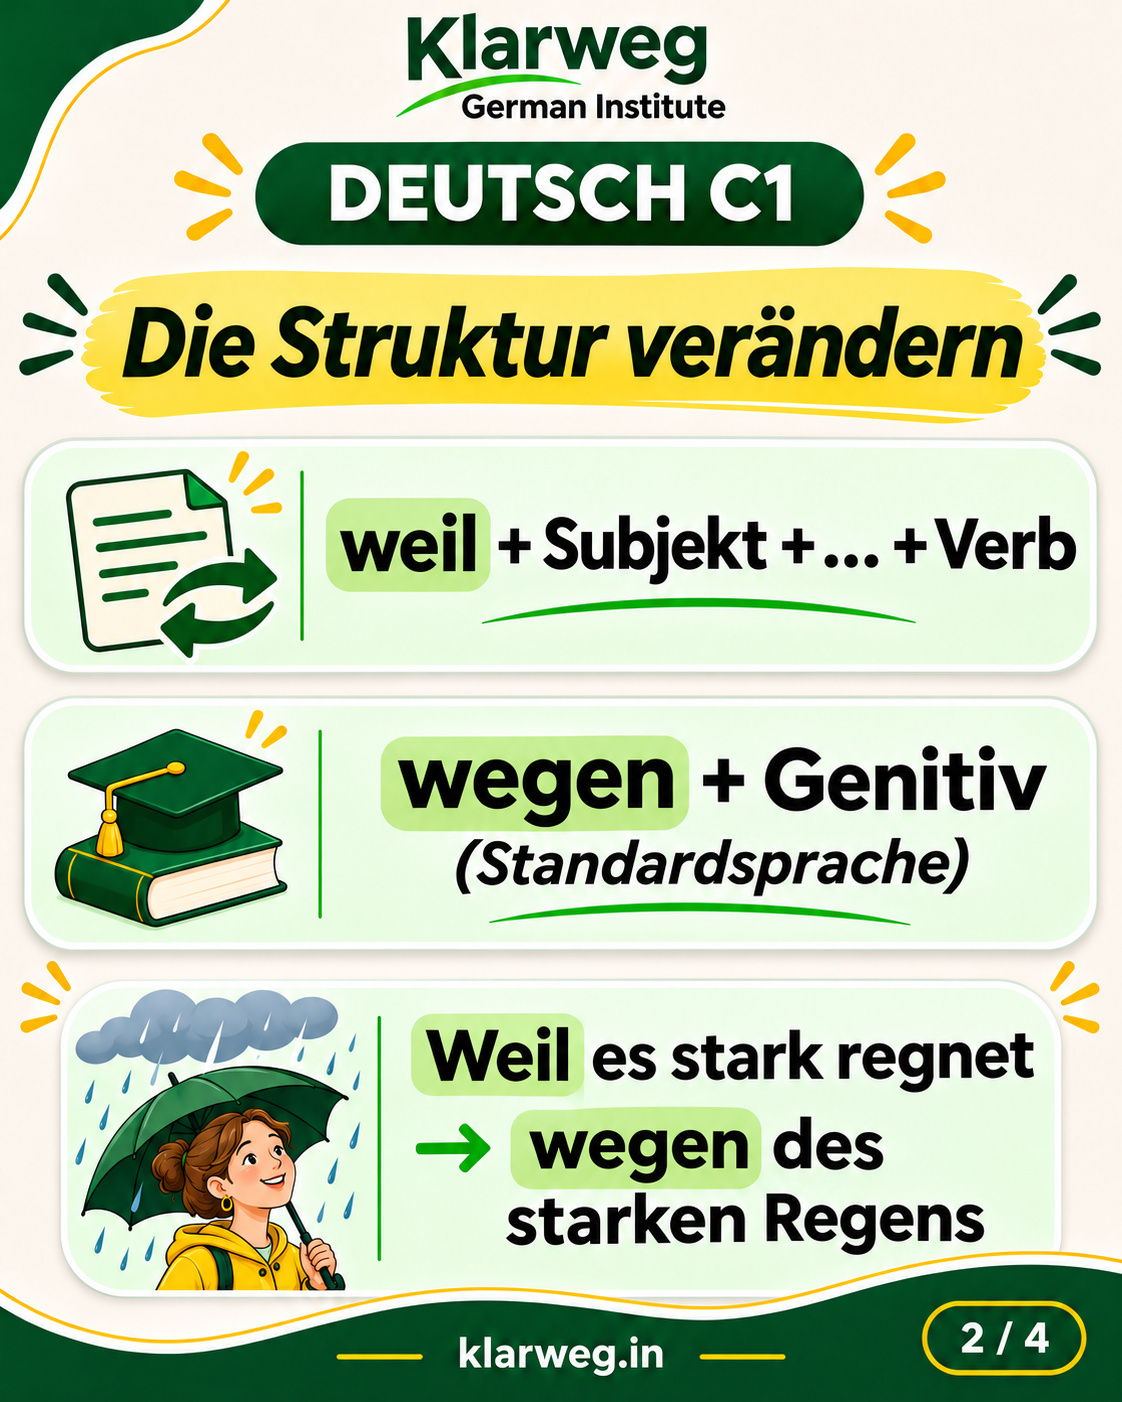 Klarweg
German Institute
DEUTSCH C1
Die Struktur verändern
weil + Subjekt + ... + Verb
wegen + Genitiv
(Standardsprache)
Weil es stark regnet
→ wegen des
starken Regens
klarweg.in
2 / 4